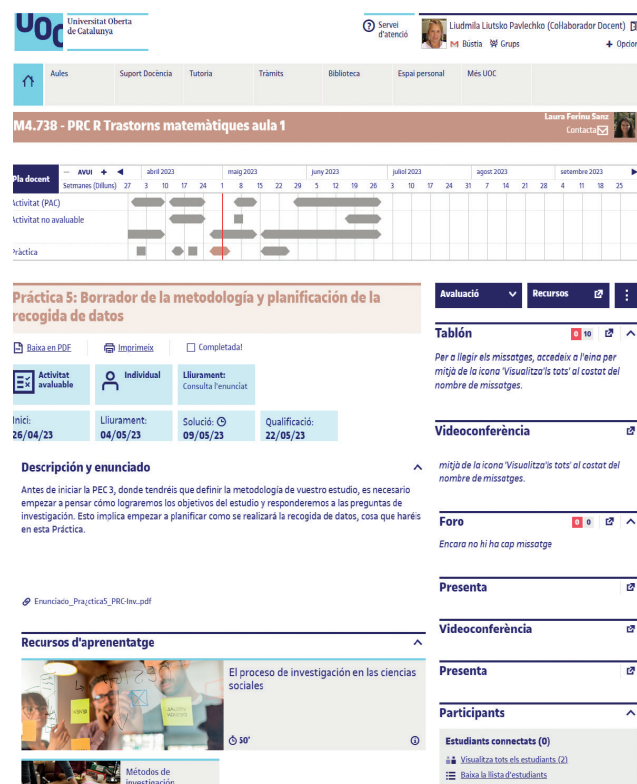 UOC
Universitat Oberta
de Catalunya
Servei
d'atenció
Liudmila Liutsko Pavlechko (Col·laborador Docent)
Bústia
Grups
+ Opcion
Aules
Suport Docència
Tutoria
Tràmits
Biblioteca
Espai personal
Més UOC
M4.738 - PRC R Trastorns matemàtiques aula 1
Laura Ferinu Sanz
Contacta
Pla docent
— AVUI +
abril 2023
maig 2023
juny 2023
juliol 2023
agost 2023
setembre 2023
Setmanes (Dilluns) 27 3 10 17 24 1 8 15 22 29 5 12 19 26 3 10 17 24 31 7 14 21 28 4 11 18 25
Activitat (PAC)
Activitat no avaluable
Pràctica
Práctica 5: Borrador de la metodología y planificación de la
recogida de datos
Baixa en PDF
Imprimeix
Completada!
Activitat
avaluable
Individual
Lliurament:
Consulta l'enunciat
Inici:
26/04/23
Lliurament:
04/05/23
Solució:
09/05/23
Qualificació:
22/05/23
Descripción y enunciado
Antes de iniciar la PEC 3, donde tendréis que definir la metodología de vuestro estudio, es necesario
empezar a pensar cómo lograremos los objetivos del estudio y responderemos a las preguntas de
investigación. Esto implica empezar a planificar como se realizará la recogida de datos, cosa que haréis
en esta Práctica.
Enunciado_Pra¿ctica5_PRC-Inv..pdf
Recursos d'aprenentatge
El proceso de investigación en las ciencias
sociales
50'
Métodos de
investigación
Avaluació
Recursos
Tablón
0 10
Per a llegir els missatges, accedeix a l'eina per
mitjà de la icona 'Visualitza'ls tots' al costat del
nombre de missatges.
Videoconferència
mitjà de la icona 'Visualitza'ls tots' al costat del
nombre de missatges.
Foro
0 0
Encara no hi ha cap missatge
Presenta
Videoconferència
Presenta
Participants
Estudiants connectats (0)
Visualitza tots els estudiants (2)
Baixa la llista d'estudiants